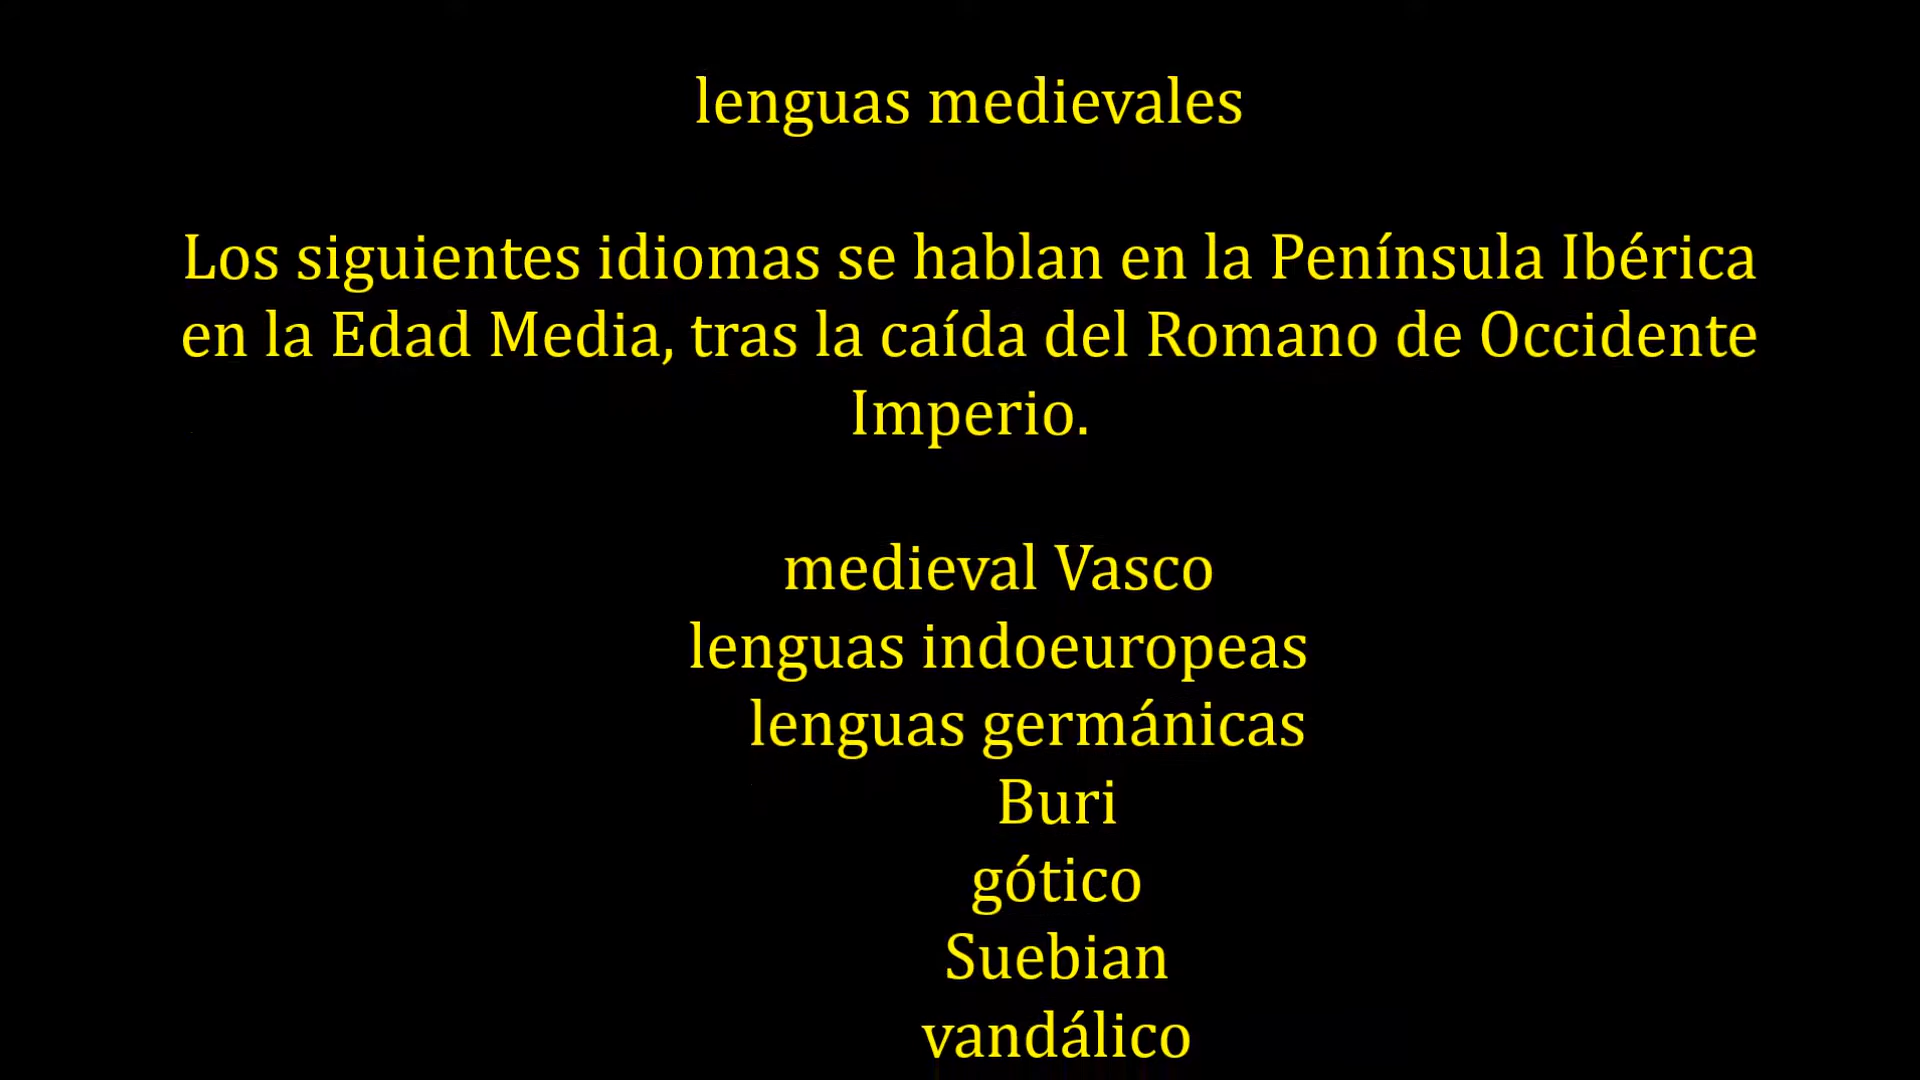 lenguas medievales
Los siguientes idiomas se hablan en la Península Ibérica
en la Edad Media, tras la caída del Romano de Occidente
Imperio.
medieval Vasco
lenguas indoeuropeas
lenguas germánicas
Buri
gótico
Suebian
vandálico